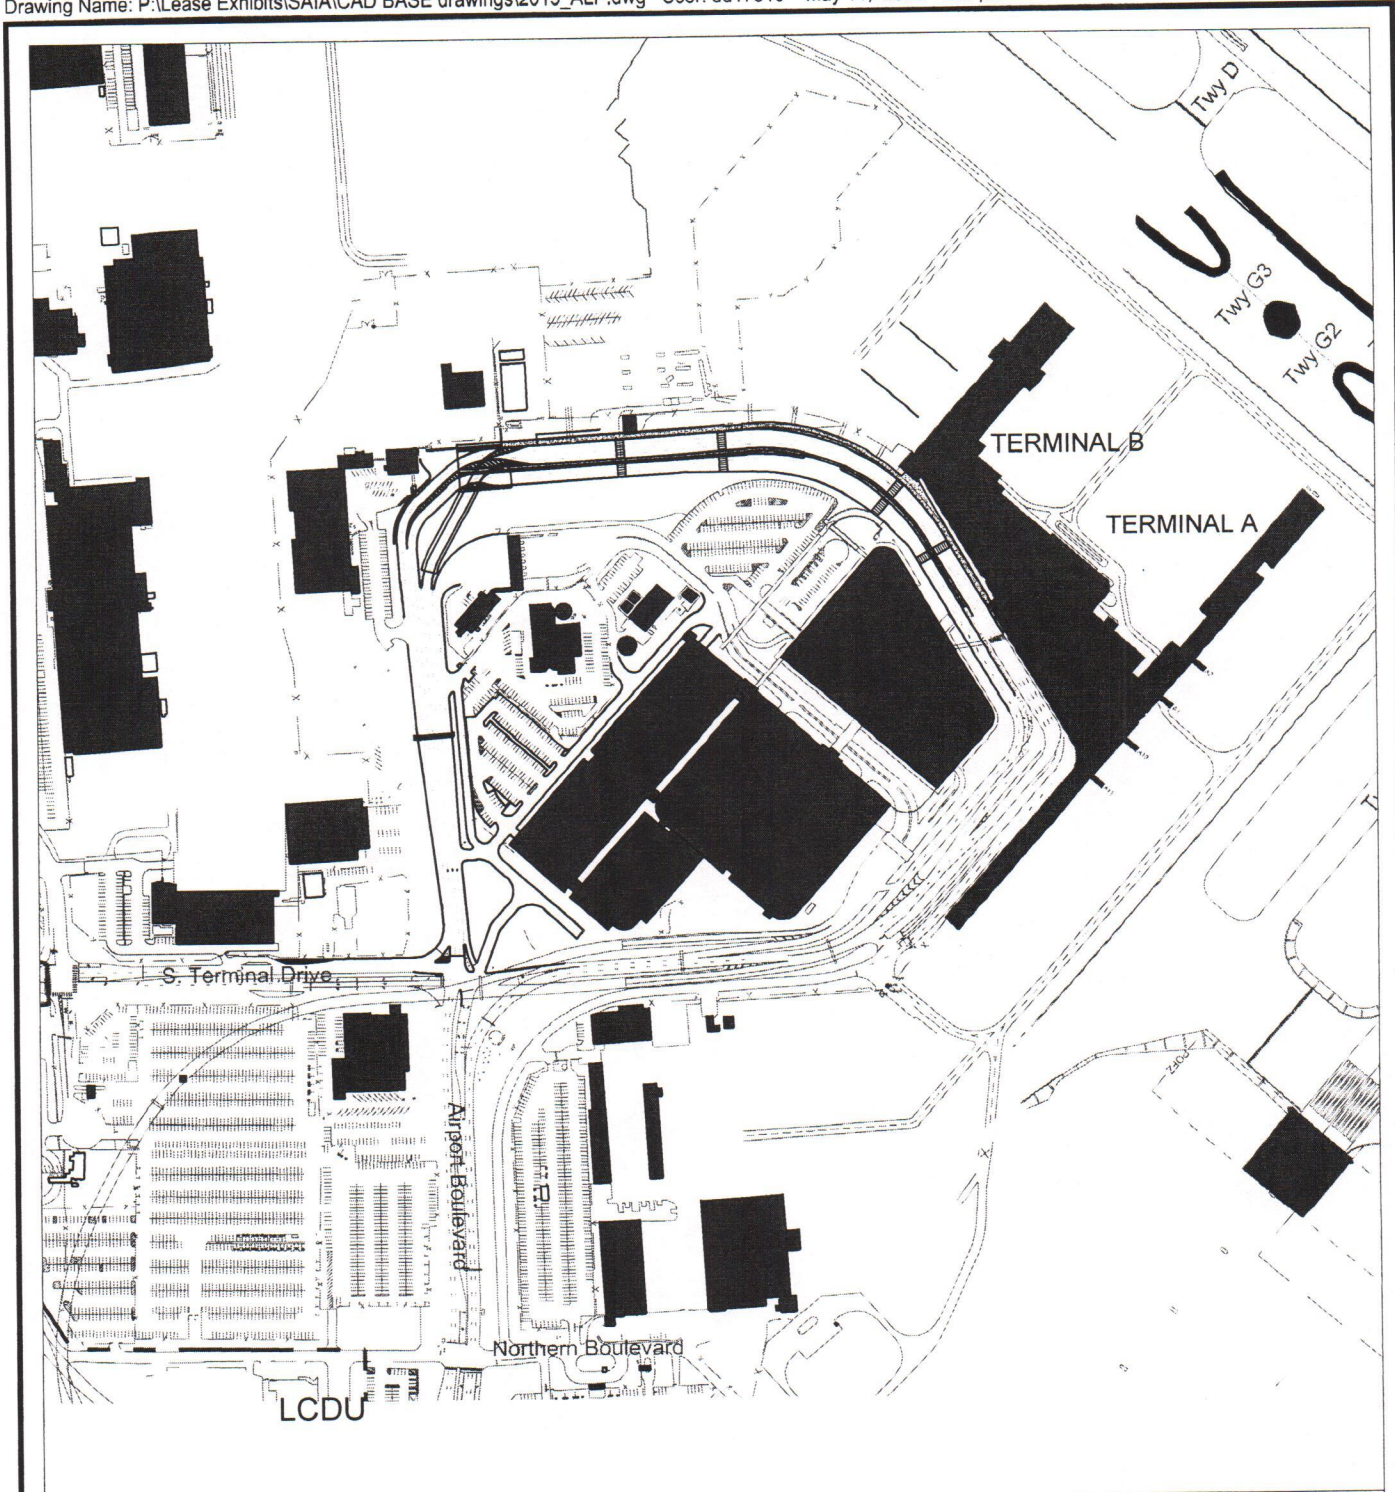 Drawing Name: P:\Lease Exhibits\SAIA\CAD BASE drawings\2015_ALP.dwg
Twy D
Twy G3
Twy G2
TERMINAL B
TERMINAL A
S. Terminal Drive
Airport Boulevard
Northern Boulevard
LCDU